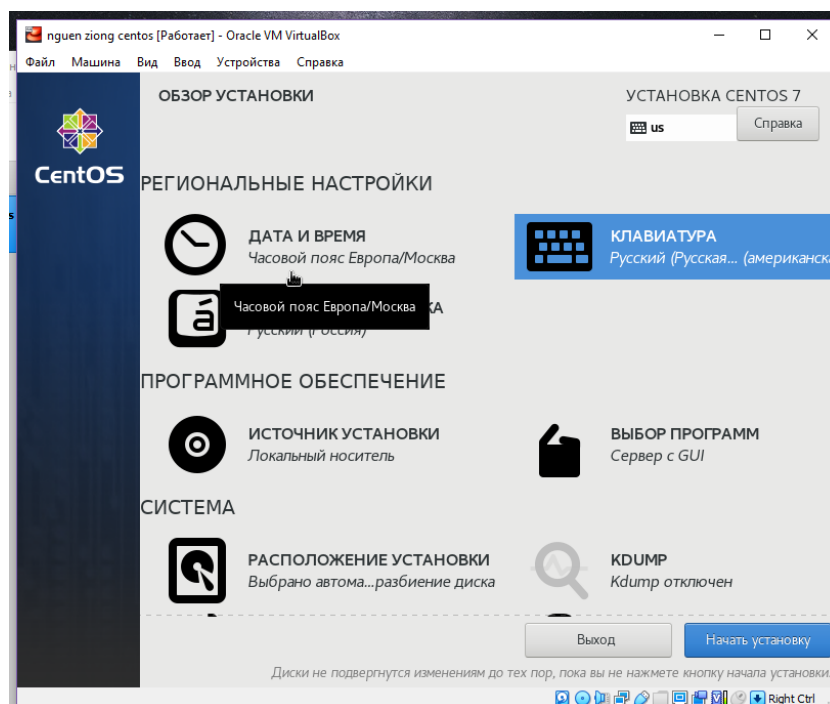 nguen ziong centos [Работает] - Oracle VM VirtualBox
Файл Машина Вид Ввод Устройства Справка
ОБЗОР УСТАНОВКИ
УСТАНОВКА CENTOS 7
us
Справка
CentOS
РЕГИОНАЛЬНЫЕ НАСТРОЙКИ
ДАТА И ВРЕМЯ
Часовой пояс Европа/Москва
КЛАВИАТУРА
Русский (Русская... (американска
Часовой пояс Европа/Москва
КА
Русский (Россия)
ПРОГРАММНОЕ ОБЕСПЕЧЕНИЕ
ИСТОЧНИК УСТАНОВКИ
Локальный носитель
ВЫБОР ПРОГРАММ
Сервер с GUI
СИСТЕМА
РАСПОЛОЖЕНИЕ УСТАНОВКИ
Выбрано автома...разбиение диска
KDUMP
Kdump отключен
Выход
Начать установку
Диски не подвергнутся изменениям до тех пор, пока вы не нажмете кнопку начала установки.
Right Ctrl